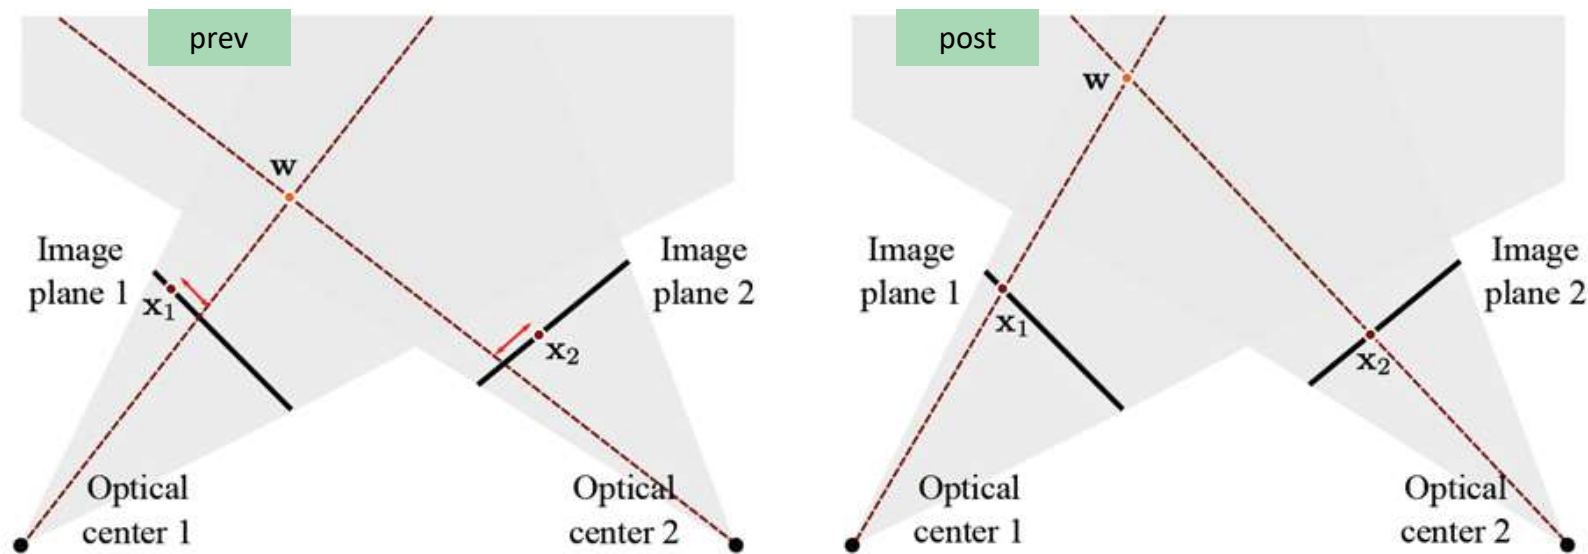 prev
w
Image
plane 1
x₁
Image
plane 2
x₂
Optical
center 1
Optical
center 2
post
w
Image
plane 1
x₁
Image
plane 2
x₂
Optical
center 1
Optical
center 2